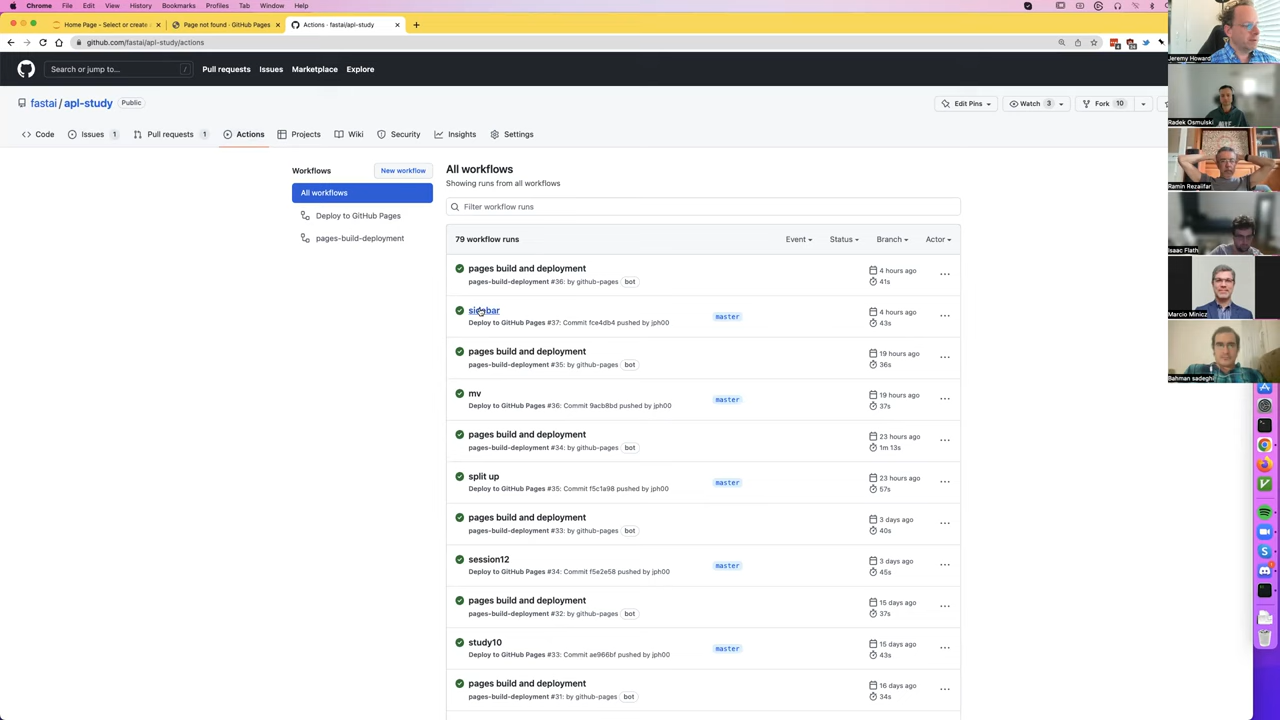 Chrome File Edit View History Bookmarks Profiles Tab Window Help
Home Page - Select or create
Page not found · GitHub Pages
Actions · fastai/apl-study
github.com/fastai/apl-study/actions
Search or jump to... /
Pull requests Issues Marketplace Explore
fastai / apl-study Public
Edit Pins Watch 3 Fork 10
Code Issues 1 Pull requests 1 Actions Projects Wiki Security Insights Settings
Workflows New workflow
All workflows
Deploy to GitHub Pages
pages-build-deployment
All workflows
Showing runs from all workflows
Filter workflow runs
79 workflow runs Event Status Branch Actor
pages build and deployment 4 hours ago
pages-build-deployment #36: by github-pages bot 41s
sidebar master 4 hours ago
Deploy to GitHub Pages #37: Commit fce4db4 pushed by jph00 43s
pages build and deployment 19 hours ago
pages-build-deployment #35: by github-pages bot 36s
mv master 19 hours ago
Deploy to GitHub Pages #36: Commit 9acb8bd pushed by jph00 37s
pages build and deployment 23 hours ago
pages-build-deployment #34: by github-pages bot 1m 13s
split up master 23 hours ago
Deploy to GitHub Pages #35: Commit f5c1a98 pushed by jph00 57s
pages build and deployment 3 days ago
pages-build-deployment #33: by github-pages bot 40s
session12 master 3 days ago
Deploy to GitHub Pages #34: Commit f5e2e58 pushed by jph00 45s
pages build and deployment 15 days ago
pages-build-deployment #32: by github-pages bot 37s
study10 master 15 days ago
Deploy to GitHub Pages #33: Commit ae966bf pushed by jph00 43s
pages build and deployment 16 days ago
pages-build-deployment #31: by github-pages bot 34s
Jeremy Howard
Radek Osmulski
Ramin Rezaiifar
Isaac Flath
Marcio Minicz
Bahman sadeghi